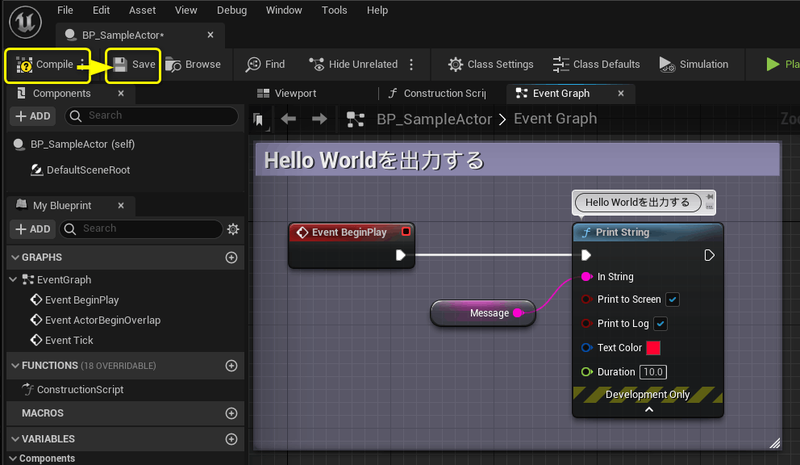 File Edit Asset View Debug Window Tools Help
BP_SampleActor*
Compile Save Browse Find Hide Unrelated Class Settings Class Defaults Simulation
Components Viewport Construction Scrip Event Graph
ADD Search BP_SampleActor > Event Graph
BP_SampleActor (self)
DefaultSceneRoot
My Blueprint
ADD Search
GRAPHS
EventGraph
Event BeginPlay
Event ActorBeginOverlap
Event Tick
FUNCTIONS (18 OVERRIDABLE)
ConstructionScript
MACROS
VARIABLES
Components
Hello Worldを出力する
Hello Worldを出力する
Event BeginPlay
Message
Print String
In String
Print to Screen
Print to Log
Text Color
Duration 10.0
Development Only